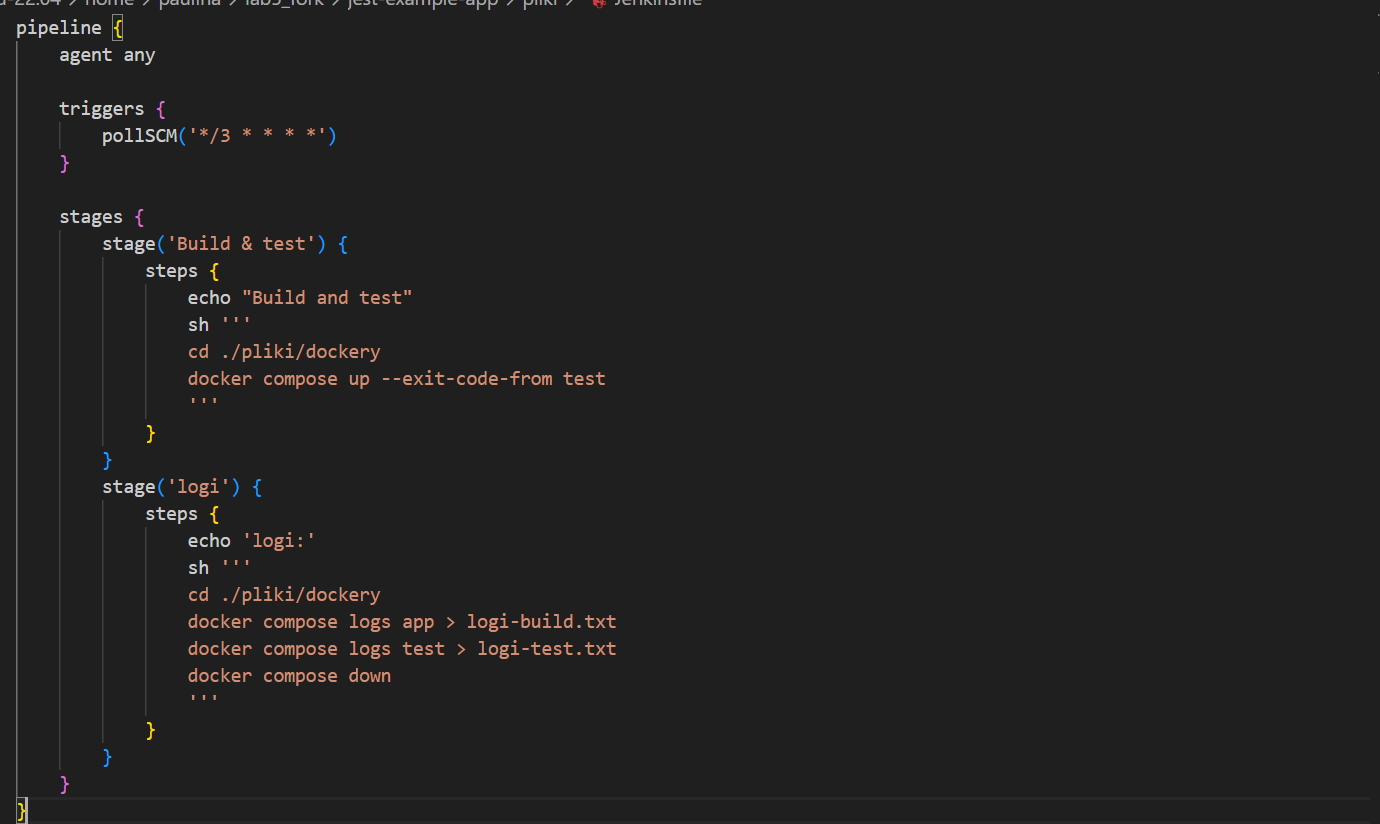 d-22.04 > home > paulina > lab5_fork > jest-example-app > pliki > Jenkinsfile
pipeline {
    agent any

    triggers {
        pollSCM('*/3 * * * *')
    }

    stages {
        stage('Build & test') {
            steps {
                echo "Build and test"
                sh '''
                cd ./pliki/dockery
                docker compose up --exit-code-from test
                '''
            }
        }
        stage('logi') {
            steps {
                echo 'logi:'
                sh '''
                cd ./pliki/dockery
                docker compose logs app > logi-build.txt
                docker compose logs test > logi-test.txt
                docker compose down
                '''
            }
        }
    }
}